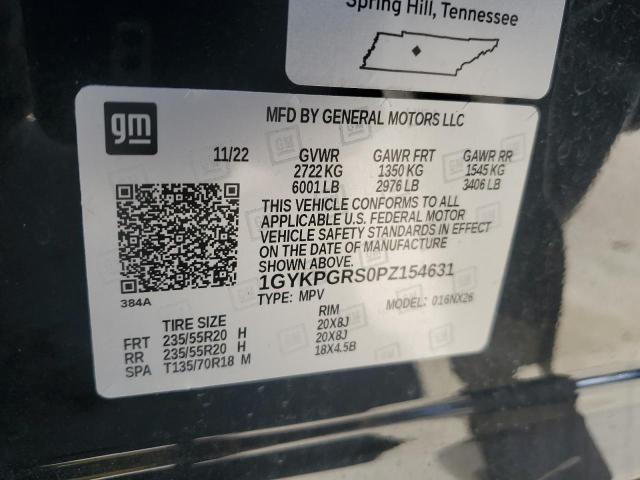 Spring Hill, Tennessee
gm
MFD BY GENERAL MOTORS LLC
11/22 GVWR GAWR FRT GAWR RR
2722 KG 1350 KG 1545 KG
6001 LB 2976 LB 3406 LB
THIS VEHICLE CONFORMS TO ALL
APPLICABLE U.S. FEDERAL MOTOR
VEHICLE SAFETY STANDARDS IN EFFECT
ON THE DATE OF MANUFACTURE
SHOWN ABOVE.
384A
1GYKPGRS0PZ154631
TYPE: MPV MODEL: 016NX26
TIRE SIZE RIM
FRT 235/55R20 H 20X8J
RR 235/55R20 H 20X8J
SPA T135/70R18 M 18X4.5B